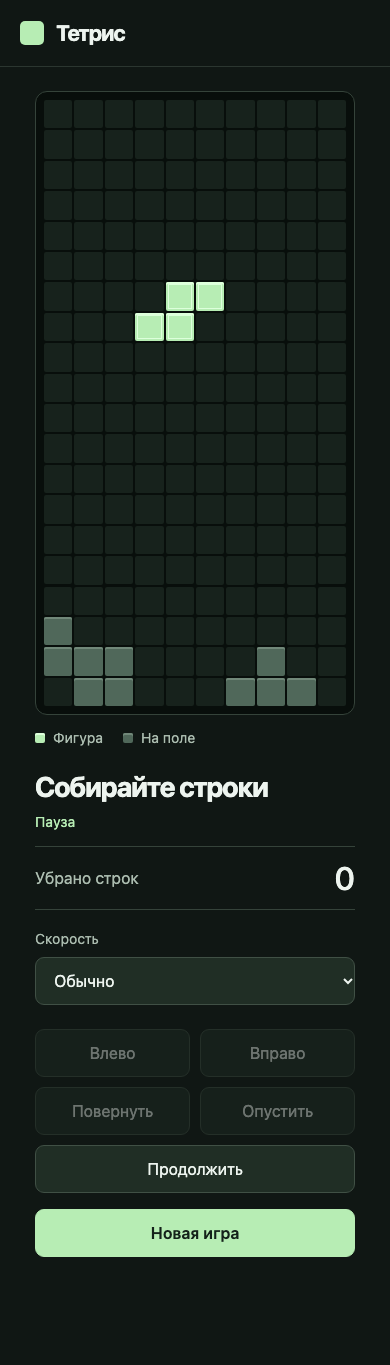 Тетрис
Фигура На поле
Собирайте строки
Пауза
Убрано строк 0
Скорость
Обычно
Влево Вправо
Повернуть Опустить
Продолжить
Новая игра